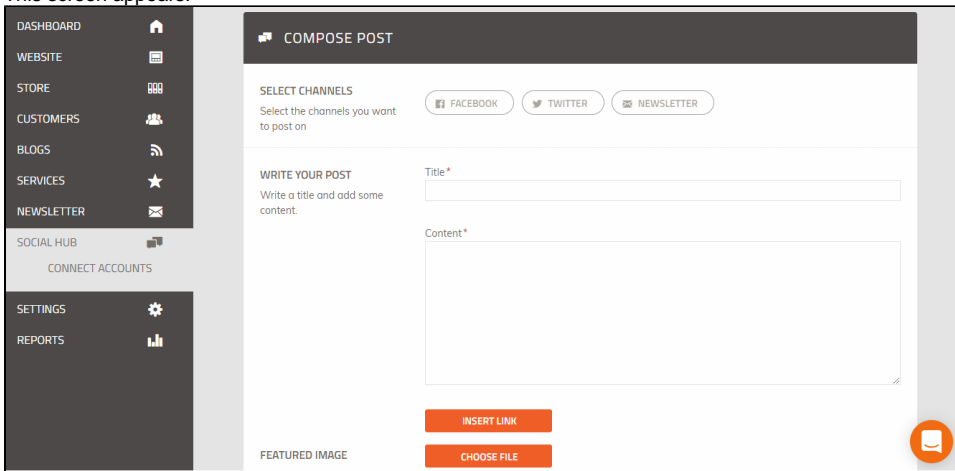 This screen appears:
DASHBOARD
WEBSITE
STORE
CUSTOMERS
BLOGS
SERVICES
NEWSLETTER
SOCIAL HUB
CONNECT ACCOUNTS
SETTINGS
REPORTS
COMPOSE POST
SELECT CHANNELS
Select the channels you want
to post on
FACEBOOK
TWITTER
NEWSLETTER
WRITE YOUR POST
Write a title and add some
content.
Title*
Content*
INSERT LINK
FEATURED IMAGE
CHOOSE FILE